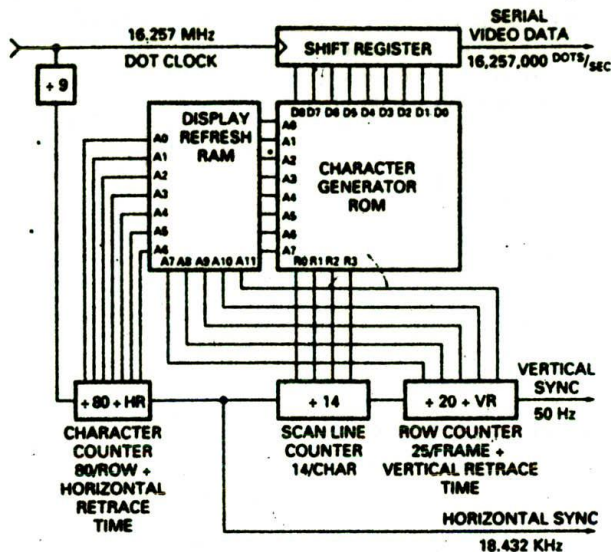 16,257 MHz
DOT CLOCK
SHIFT REGISTER
SERIAL
VIDEO DATA
16,257,000 DOTS/SEC
÷ 9
D8 D7 D6 D5 D4 D3 D2 D1 D0
DISPLAY
REFRESH
RAM
A0
A1
A2
A3
A4
A5
A6
A7 A8 A9 A10 A11
A0
A1
A2
A3
A4
A5
A6
A7
CHARACTER
GENERATOR
ROM
R0 R1 R2 R3
÷ 80 + HR
÷ 14
÷ 20 + VR
VERTICAL
SYNC
50 Hz
CHARACTER
COUNTER
80/ROW +
HORIZONTAL
RETRACE
TIME
SCAN LINE
COUNTER
14/CHAR
ROW COUNTER
25/FRAME +
VERTICAL RETRACE
TIME
HORIZONTAL SYNC
18.432 KHz